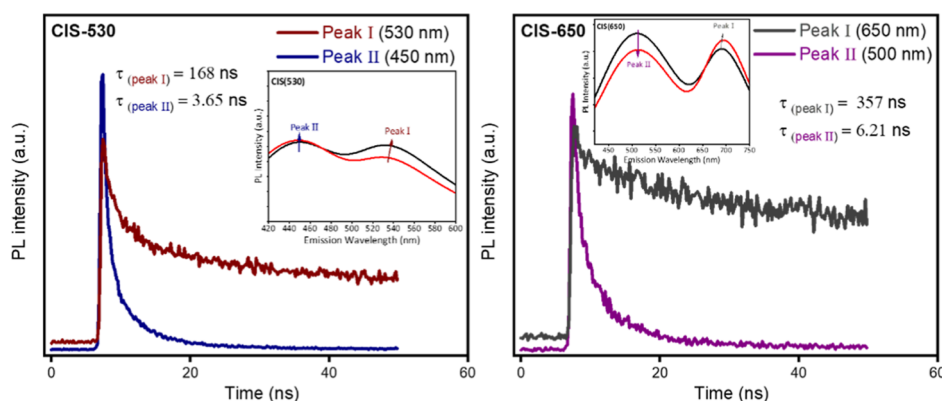 CIS-530
Peak I (530 nm)
Peak II (450 nm)
τ (peak I) = 168 ns
τ (peak II) = 3.65 ns
CIS(530)
Peak II
Peak I
PL Intensity (a.u.)
420 440 460 480 500 520 540 560 580 600
Emission Wavelength (nm)
PL intensity (a.u.)
0 20 40 60
Time (ns)
CIS-650
Peak I (650 nm)
Peak II (500 nm)
CIS(650)
Peak I
Peak II
PL Intensity (a.u.)
450 500 550 600 650 700 750
Emission Wavelength (nm)
τ (peak I) = 357 ns
τ (peak II) = 6.21 ns
PL intensity (a.u.)
0 20 40 60
Time (ns)